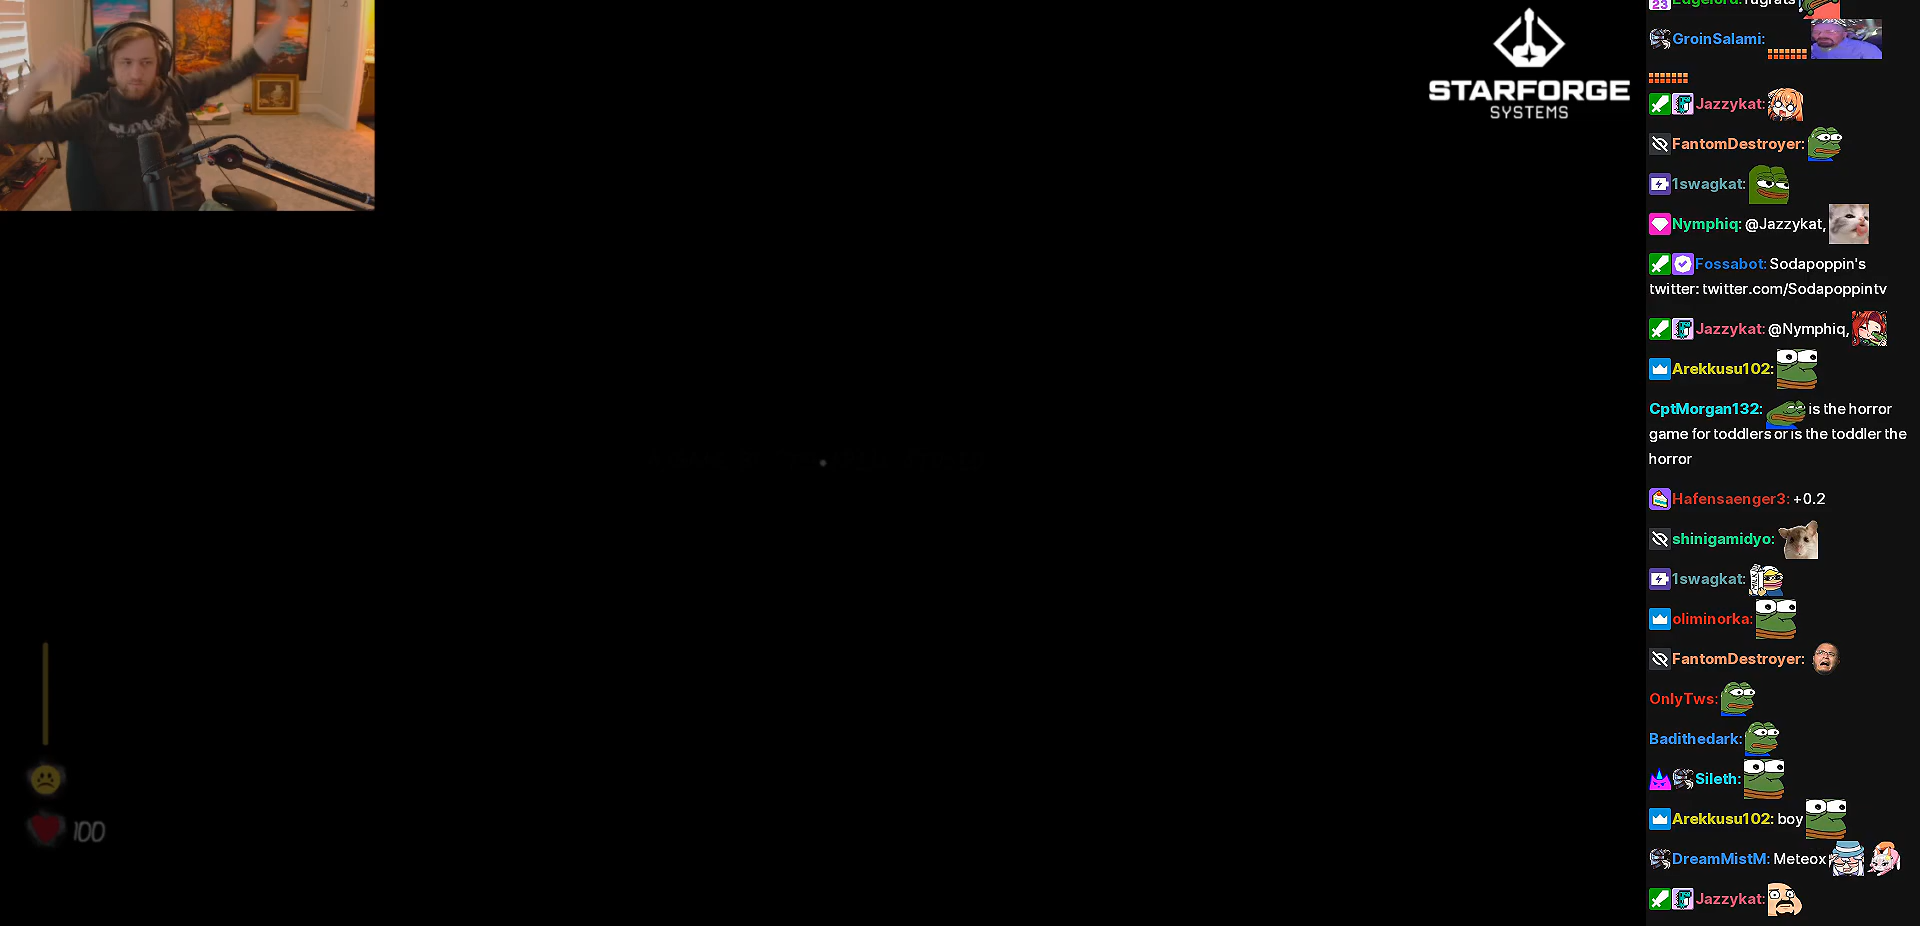 STARFORGE
SYSTEMS
GroinSalami:
Jazzykat:
FantomDestroyer:
1swagkat:
Nymphiq: @Jazzykat,
Fossabot: Sodapoppin's
twitter: twitter.com/Sodapoppintv
Jazzykat: @Nymphiq,
Arekkusu102:
CptMorgan132: is the horror
game for toddlers or is the toddler the
horror
Hafensaenger3: +0.2
shinigamidyo:
1swagkat:
oliminorka:
FantomDestroyer:
OnlyTws:
Badithedark:
Sileth:
Arekkusu102: boy
DreamMistM: Meteox
Jazzykat:
100